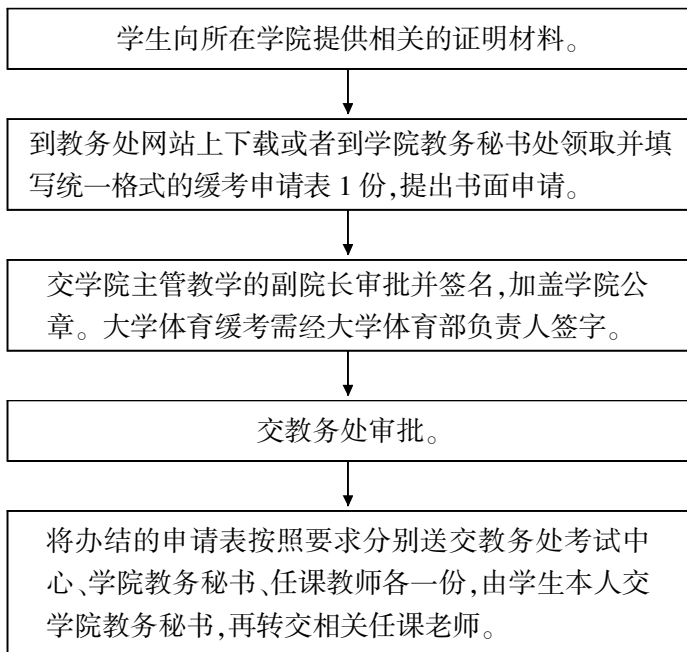 学生向所在学院提供相关的证明材料。
到教务处网站上下载或者到学院教务秘书处领取并填
写统一格式的缓考申请表 1 份,提出书面申请。
交学院主管教学的副院长审批并签名,加盖学院公
章。大学体育缓考需经大学体育部负责人签字。
交教务处审批。
将办结的申请表按照要求分别送交教务处考试中
心、学院教务秘书、任课教师各一份,由学生本人交
学院教务秘书,再转交相关任课老师。